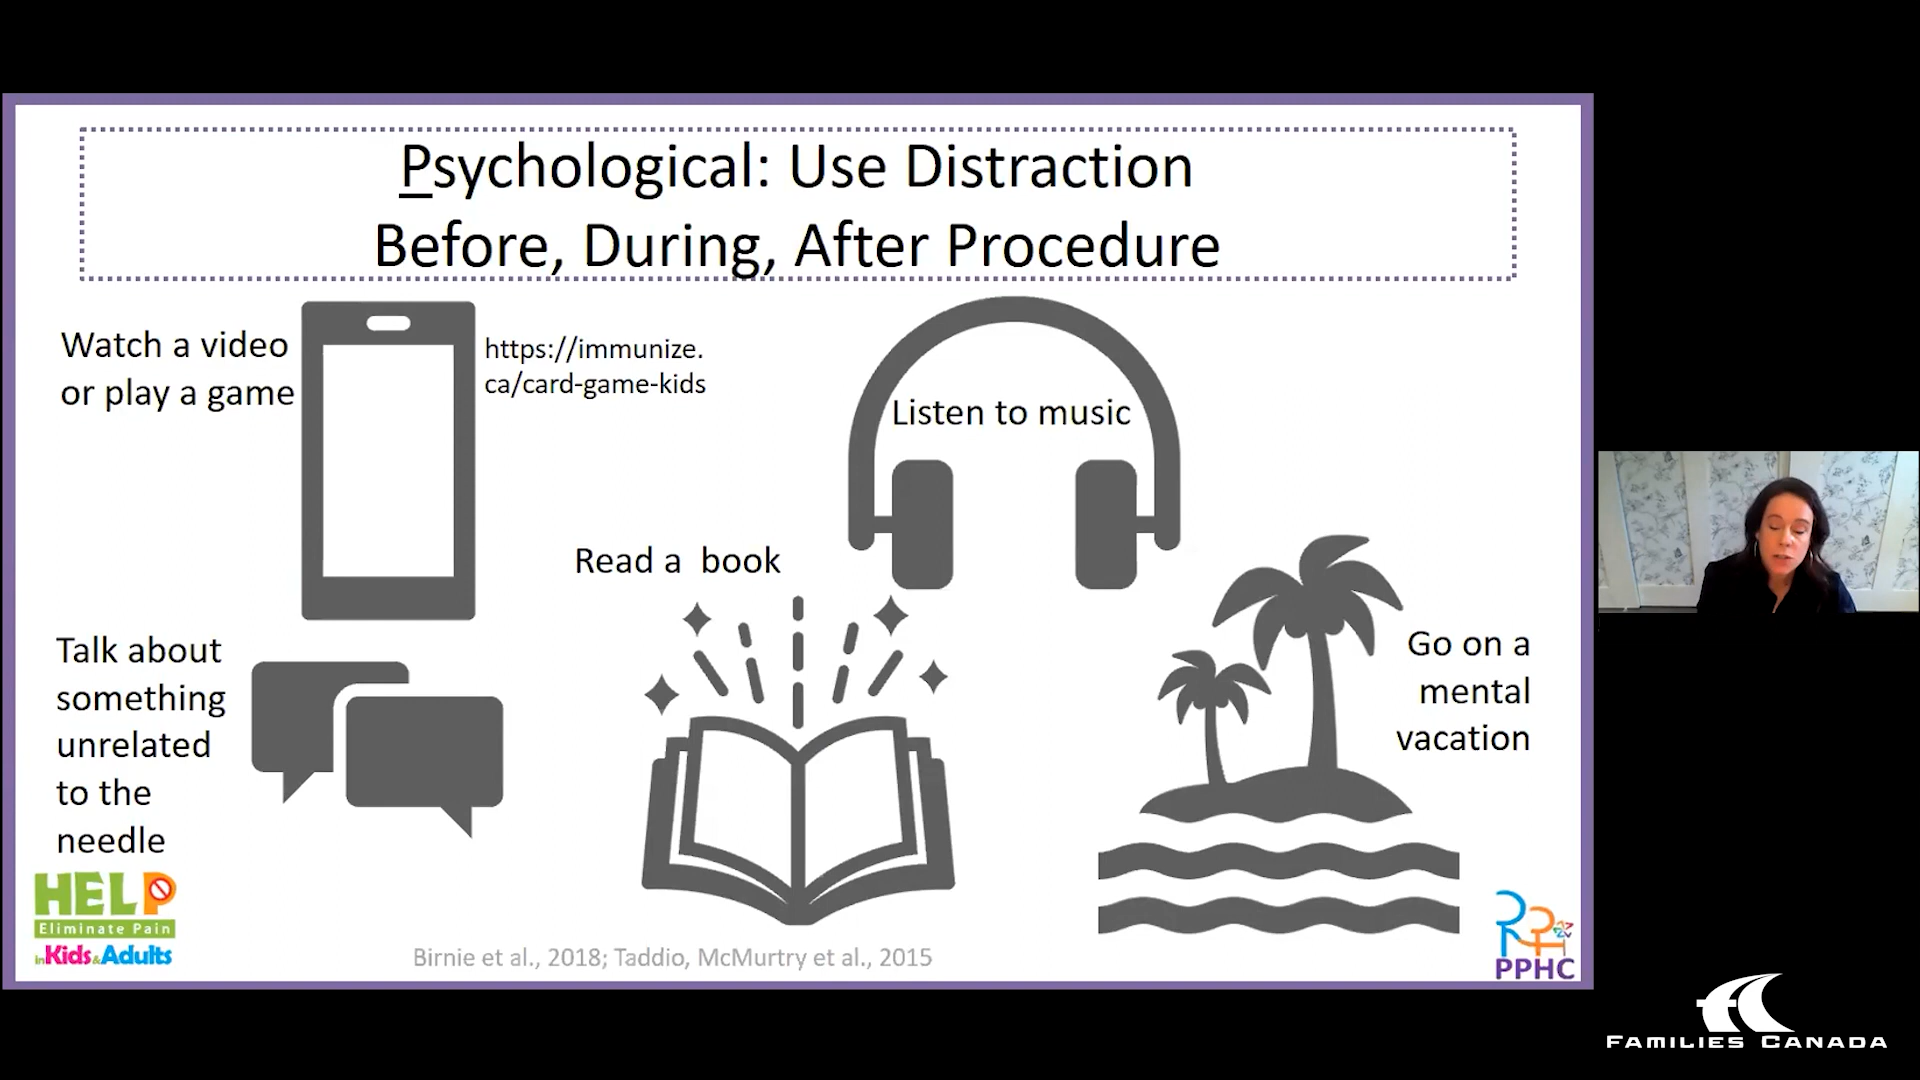 Psychological: Use Distraction
Before, During, After Procedure
Watch a video
or play a game
https://immunize.
ca/card-game-kids
Listen to music
Read a  book
Talk about
something
unrelated
to the
needle
Go on a
mental
vacation
HELP
Eliminate Pain
in Kids & Adults
Birnie et al., 2018; Taddio, McMurtry et al., 2015
PPHC
FAMILIES CANADA